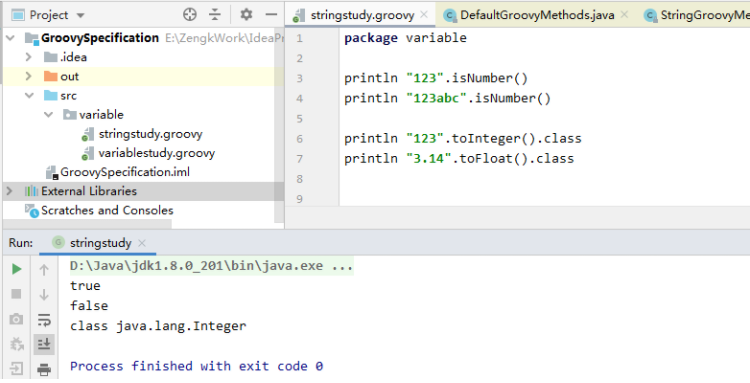 Project
GroovySpecification E:\ZengkWork\IdeaPr
.idea
out
src
variable
stringstudy.groovy
variablestudy.groovy
GroovySpecification.iml
External Libraries
Scratches and Consoles
stringstudy.groovy
DefaultGroovyMethods.java
StringGroovyMe
1 package variable
2
3 println "123".isNumber()
4 println "123abc".isNumber()
5
6 println "123".toInteger().class
7 println "3.14".toFloat().class
8
9
Run: stringstudy
D:\Java\jdk1.8.0_201\bin\java.exe ...
true
false
class java.lang.Integer
Process finished with exit code 0